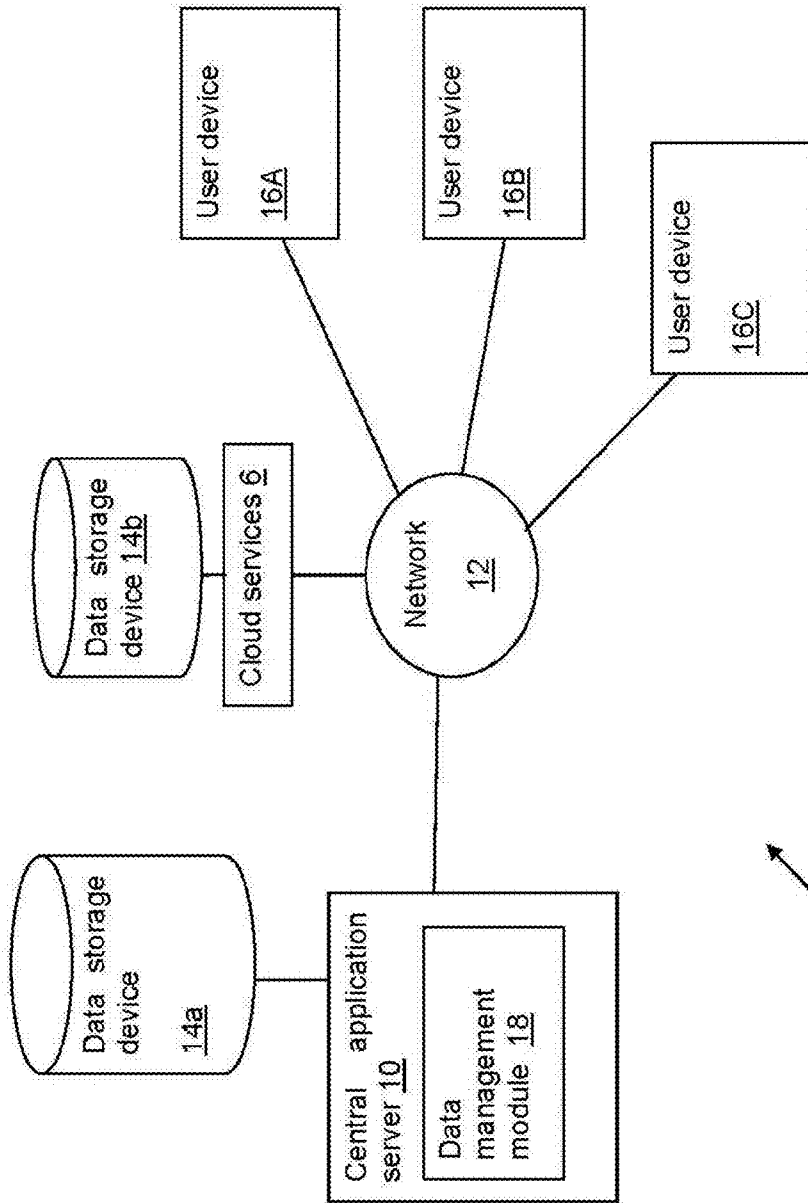 Data storage
device
14a
Central application
server 10
Data
management
module 18
Data storage
device 14b
Cloud services 6
Network
12
User device
16A
User device
16B
User device
16C